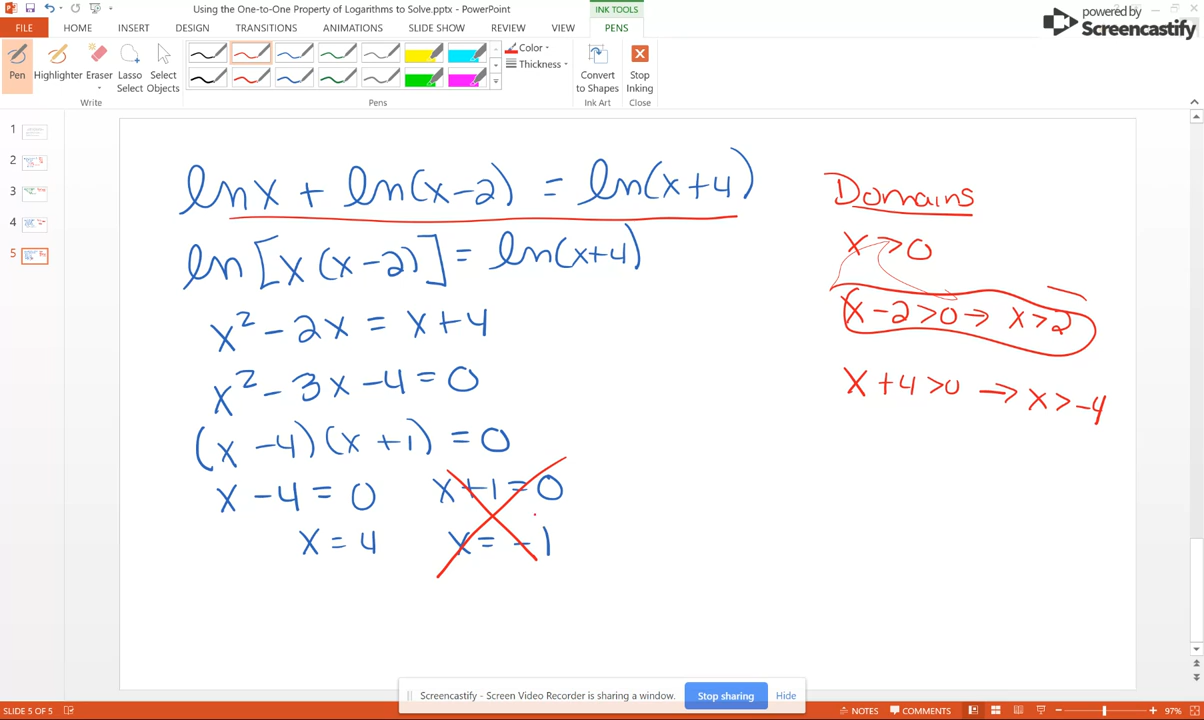 Using the One-to-One Property of Logarithms to Solve.pptx - PowerPoint
INK TOOLS
powered by
Screencastify
FILE HOME INSERT DESIGN TRANSITIONS ANIMATIONS SLIDE SHOW REVIEW VIEW PENS
Pen Highlighter Eraser Lasso Select Select Objects
Color
Thickness
Convert to Shapes Stop Inking
Write Pens Ink Art Close
1
2
3
4
5
ln x + ln(x-2) = ln(x+4)
ln[x(x-2)] = ln(x+4)
x² - 2x = x+4
x² - 3x - 4 = 0
(x-4)(x+1) = 0
x-4 = 0 x+1 = 0
x = 4 x = -1
Domains
x > 0
x-2>0 → x>2
x+4>0 → x>-4
Screencastify - Screen Video Recorder is sharing a window. Stop sharing Hide
SLIDE 5 OF 5 NOTES COMMENTS 97%